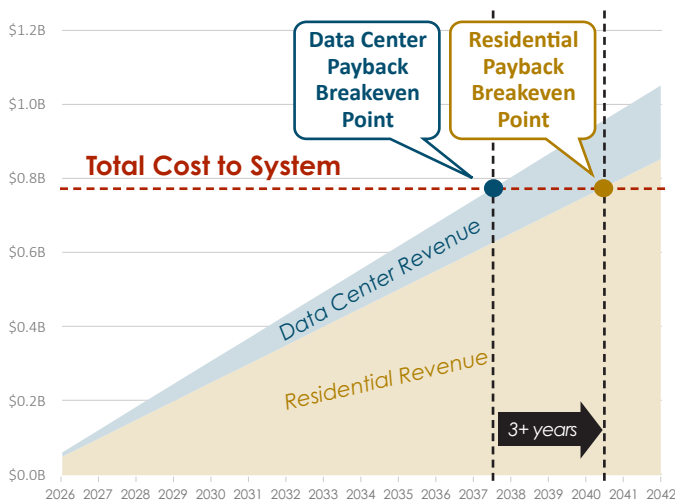 $1.2B
$1.0B
$0.8B
$0.6B
$0.4B
$0.2B
$0.0B
Data Center
Payback
Breakeven
Point
Residential
Payback
Breakeven
Point
Total Cost to System
Data Center Revenue
Residential Revenue
3+ years
2026 2027 2028 2029 2030 2031 2032 2033 2034 2035 2036 2037 2038 2039 2040 2041 2042